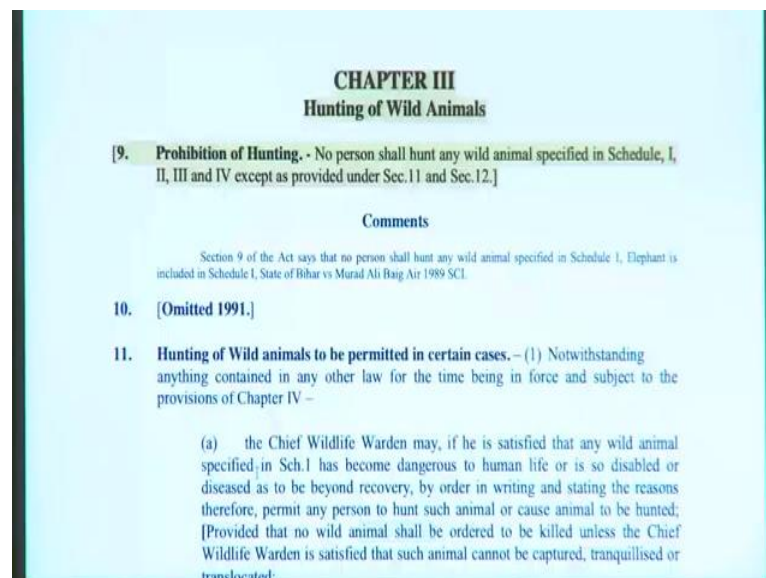 CHAPTER III
Hunting of Wild Animals
[9. Prohibition of Hunting. - No person shall hunt any wild animal specified in Schedule, I,
II, III and IV except as provided under Sec.11 and Sec.12.]
Comments
Section 9 of the Act says that no person shall hunt any wild animal specified in Schedule 1, Elephant is
included in Schedule I, State of Bihar vs Murad Ali Baig Air 1989 SCI.
10. [Omitted 1991.]
11. Hunting of Wild animals to be permitted in certain cases. – (1) Notwithstanding
anything contained in any other law for the time being in force and subject to the
provisions of Chapter IV –
(a) the Chief Wildlife Warden may, if he is satisfied that any wild animal
specified in Sch.1 has become dangerous to human life or is so disabled or
diseased as to be beyond recovery, by order in writing and stating the reasons
therefore, permit any person to hunt such animal or cause animal to be hunted;
[Provided that no wild animal shall be ordered to be killed unless the Chief
Wildlife Warden is satisfied that such animal cannot be captured, tranquillised or
translocated;